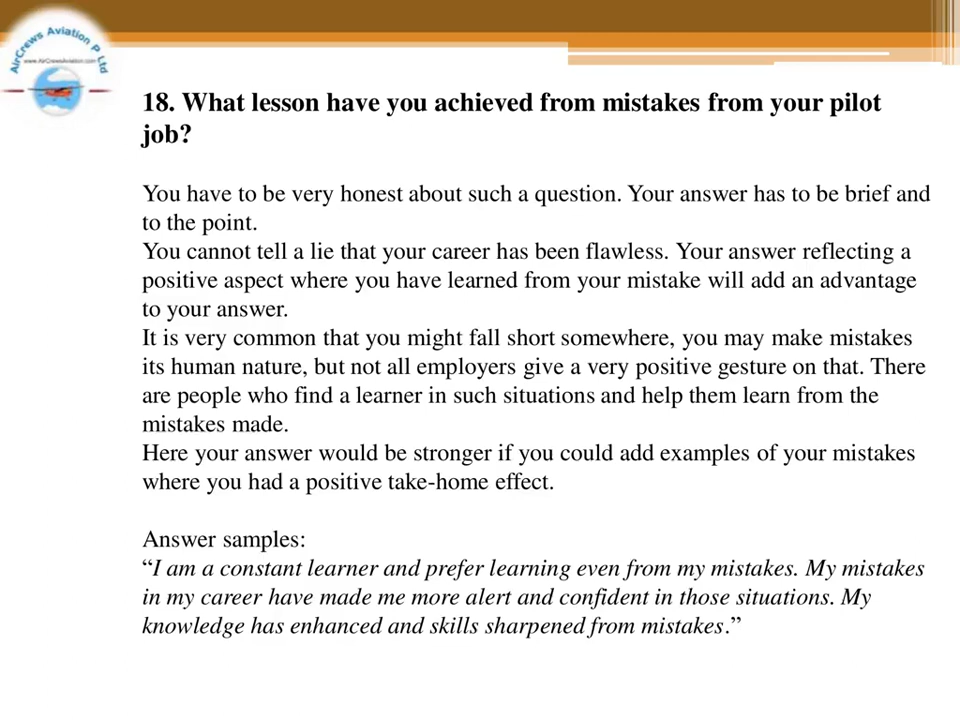 AirCrews Aviation P Ltd
www.AirCrewsAviation.com
18. What lesson have you achieved from mistakes from your pilot
job?
You have to be very honest about such a question. Your answer has to be brief and
to the point.
You cannot tell a lie that your career has been flawless. Your answer reflecting a
positive aspect where you have learned from your mistake will add an advantage
to your answer.
It is very common that you might fall short somewhere, you may make mistakes
its human nature, but not all employers give a very positive gesture on that. There
are people who find a learner in such situations and help them learn from the
mistakes made.
Here your answer would be stronger if you could add examples of your mistakes
where you had a positive take-home effect.
Answer samples:
“I am a constant learner and prefer learning even from my mistakes. My mistakes
in my career have made me more alert and confident in those situations. My
knowledge has enhanced and skills sharpened from mistakes.”